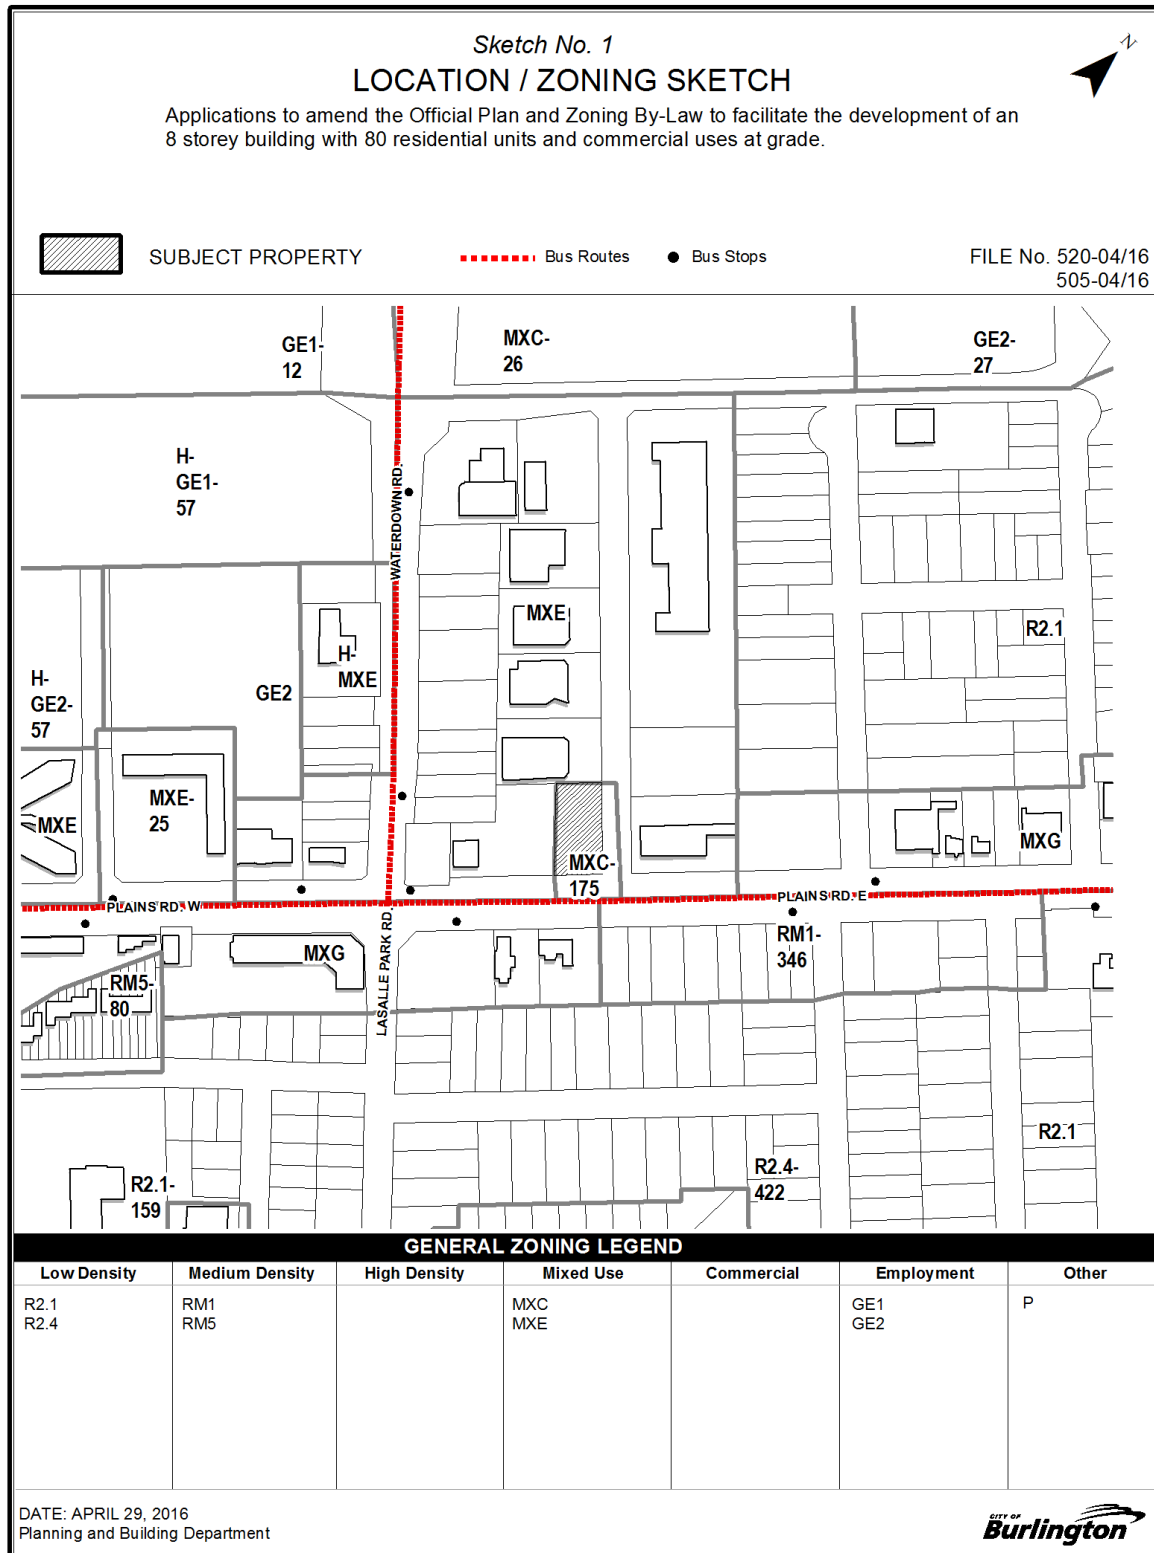 Sketch No. 1
N
LOCATION / ZONING SKETCH
Applications to amend the Official Plan and Zoning By-Law to facilitate the development of an
8 storey building with 80 residential units and commercial uses at grade.
SUBJECT PROPERTY
Bus Routes
Bus Stops
FILE No. 520-04/16
505-04/16
GE1-
12
MXC-
26
GE2-
27
H-
GE1-
57
WATERDOWN RD.
MXE
R2.1
H-
MXE
H-
GE2-
57
GE2
MXE-
25
MXE
MXC-
175
MXG
PLAINS RD. W
PLAINS RD. E
LASALLE PARK RD.
MXG
RM1-
346
RM5-
80
R2.1
R2.4-
422
R2.1-
159
GENERAL ZONING LEGEND
Low Density
Medium Density
High Density
Mixed Use
Commercial
Employment
Other
R2.1
R2.4
RM1
RM5
MXC
MXE
GE1
GE2
P
DATE: APRIL 29, 2016
Planning and Building Department
CITY OF
Burlington